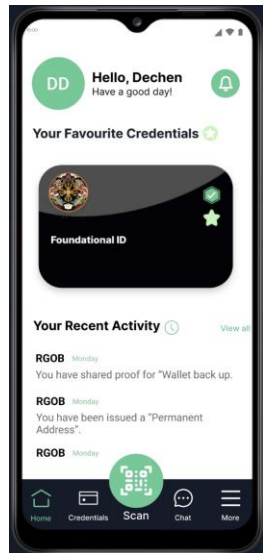 DD
Hello, Dechen
Have a good day!
Your Favourite Credentials
Foundational ID
Your Recent Activity
View all
RGOB Monday
You have shared proof for "Wallet back up.
RGOB Monday
You have been issued a "Permanent
Address".
RGOB Monday
Home
Credentials
Scan
Chat
More